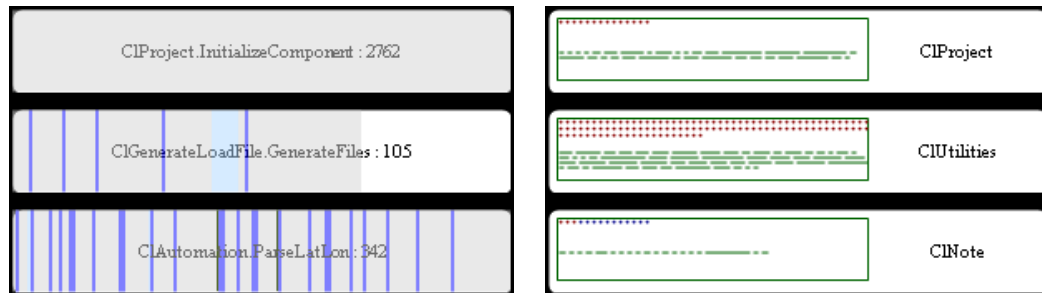 ClProject.InitializeComponent : 2762
ClGenerateLoadFile.GenerateFiles : 105
ClAutomation.ParseLatLon : 342
ClProject
ClUtilities
ClNote